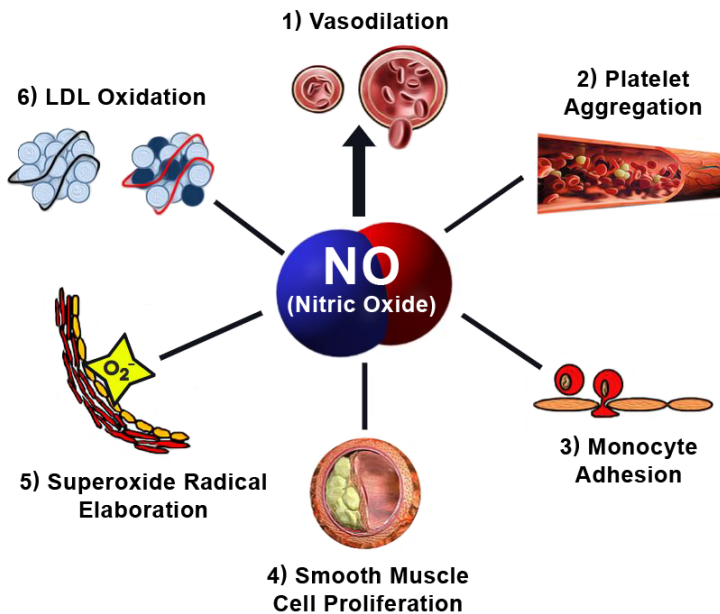 1) Vasodilation
2) Platelet
Aggregation
6) LDL Oxidation
NO
(Nitric Oxide)
O₂⁻
3) Monocyte
Adhesion
5) Superoxide Radical
Elaboration
4) Smooth Muscle
Cell Proliferation